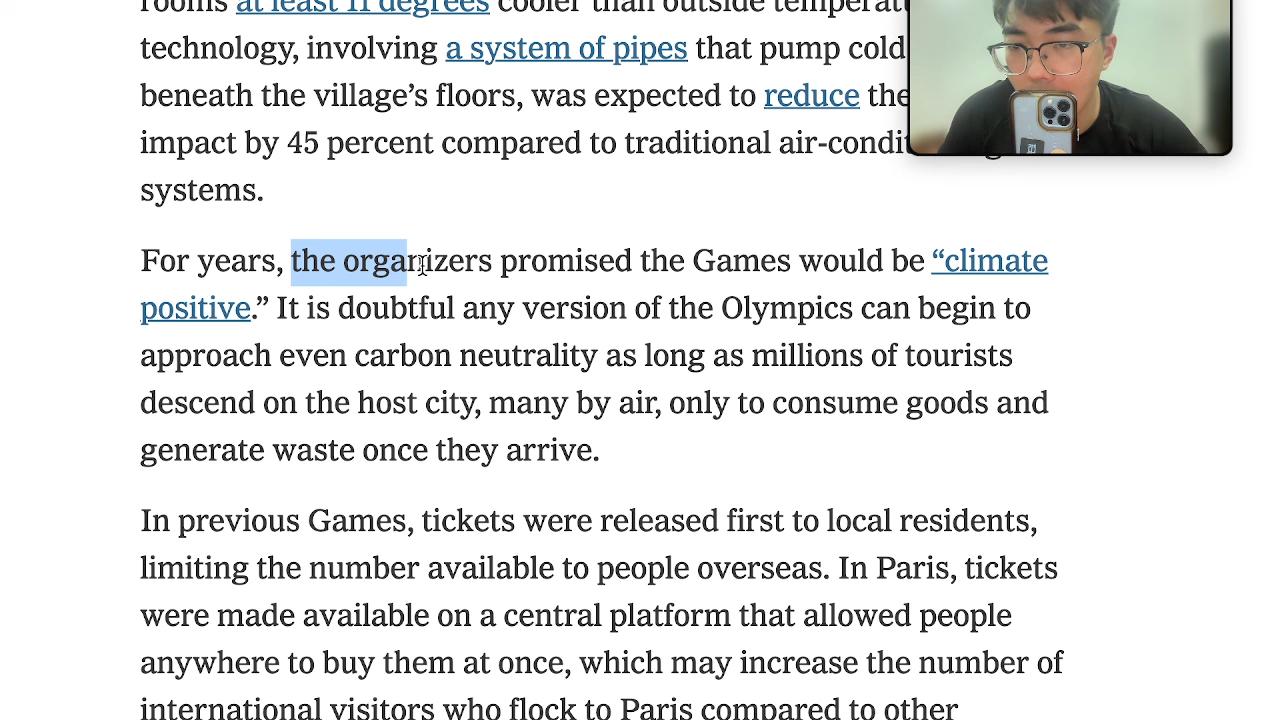 rooms at least 11 degrees cooler than outside
technology, involving a system of pipes that pump cold
beneath the village’s floors, was expected to reduce the
impact by 45 percent compared to traditional
systems.
For years, the organizers promised the Games would be “climate
positive.” It is doubtful any version of the Olympics can begin to
approach even carbon neutrality as long as millions of tourists
descend on the host city, many by air, only to consume goods and
generate waste once they arrive.
In previous Games, tickets were released first to local residents,
limiting the number available to people overseas. In Paris, tickets
were made available on a central platform that allowed people
anywhere to buy them at once, which may increase the number of
international visitors who flock to Paris compared to other